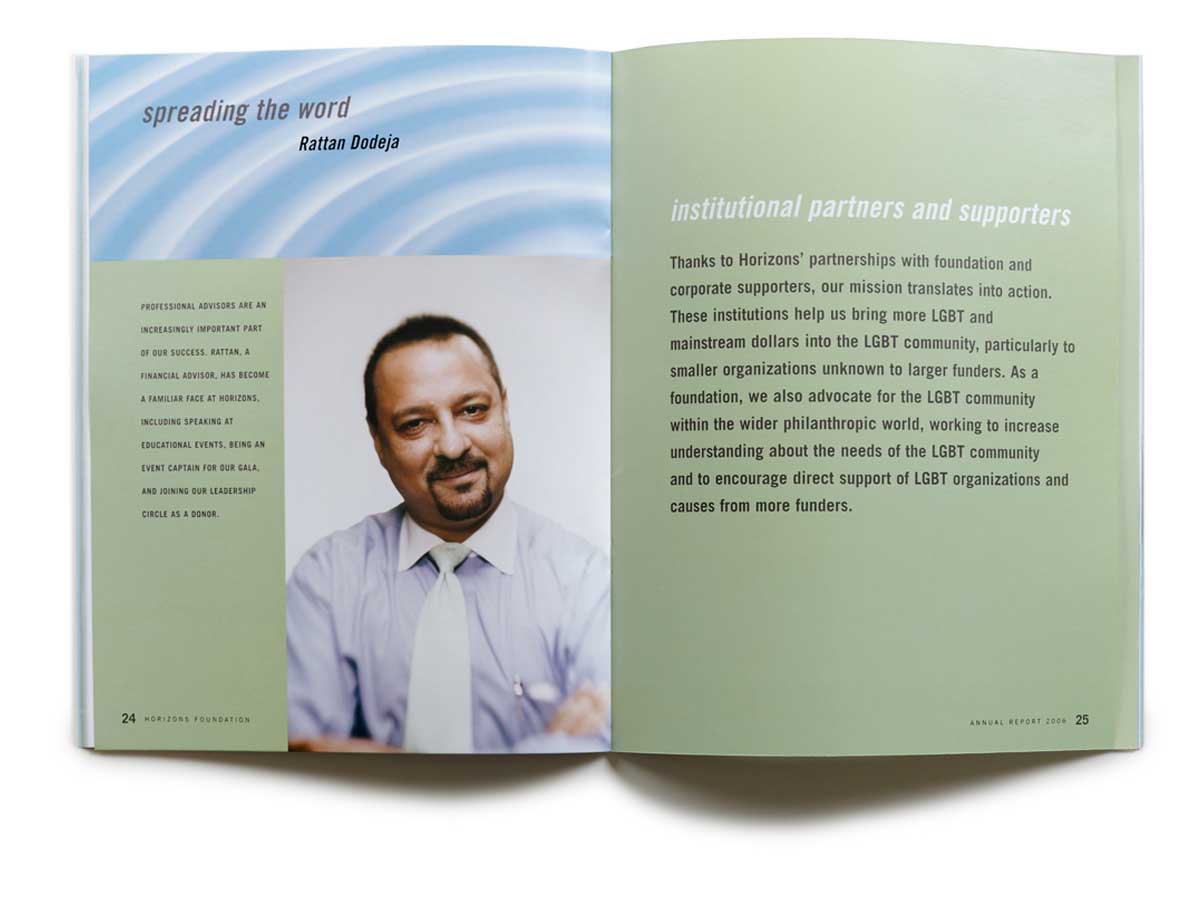 spreading the word
Rattan Dodeja
PROFESSIONAL ADVISORS ARE AN
INCREASINGLY IMPORTANT PART
OF OUR SUCCESS. RATTAN, A
FINANCIAL ADVISOR, HAS BECOME
A FAMILIAR FACE AT HORIZONS,
INCLUDING SPEAKING AT
EDUCATIONAL EVENTS, BEING AN
EVENT CAPTAIN FOR OUR GALA,
AND JOINING OUR LEADERSHIP
CIRCLE AS A DONOR.
24 HORIZONS FOUNDATION
institutional partners and supporters
Thanks to Horizons' partnerships with foundation and
corporate supporters, our mission translates into action.
These institutions help us bring more LGBT and
mainstream dollars into the LGBT community, particularly to
smaller organizations unknown to larger funders. As a
foundation, we also advocate for the LGBT community
within the wider philanthropic world, working to increase
understanding about the needs of the LGBT community
and to encourage direct support of LGBT organizations and
causes from more funders.
ANNUAL REPORT 2006 25